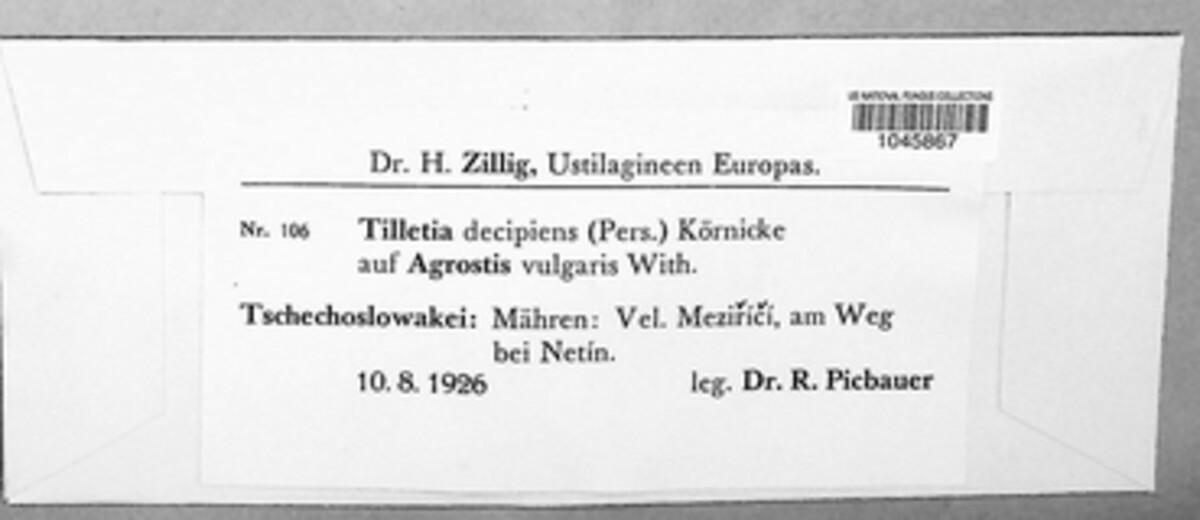 US NATIONAL FUNGUS COLLECTIONS
1045867
Dr. H. Zillig, Ustilagineen Europas.
Nr. 106 Tilletia decipiens (Pers.) Körnicke
auf Agrostis vulgaris With.
Tschechoslowakei: Mähren: Vel. Meziříčí, am Weg
bei Netín.
10. 8. 1926 leg. Dr. R. Picbauer